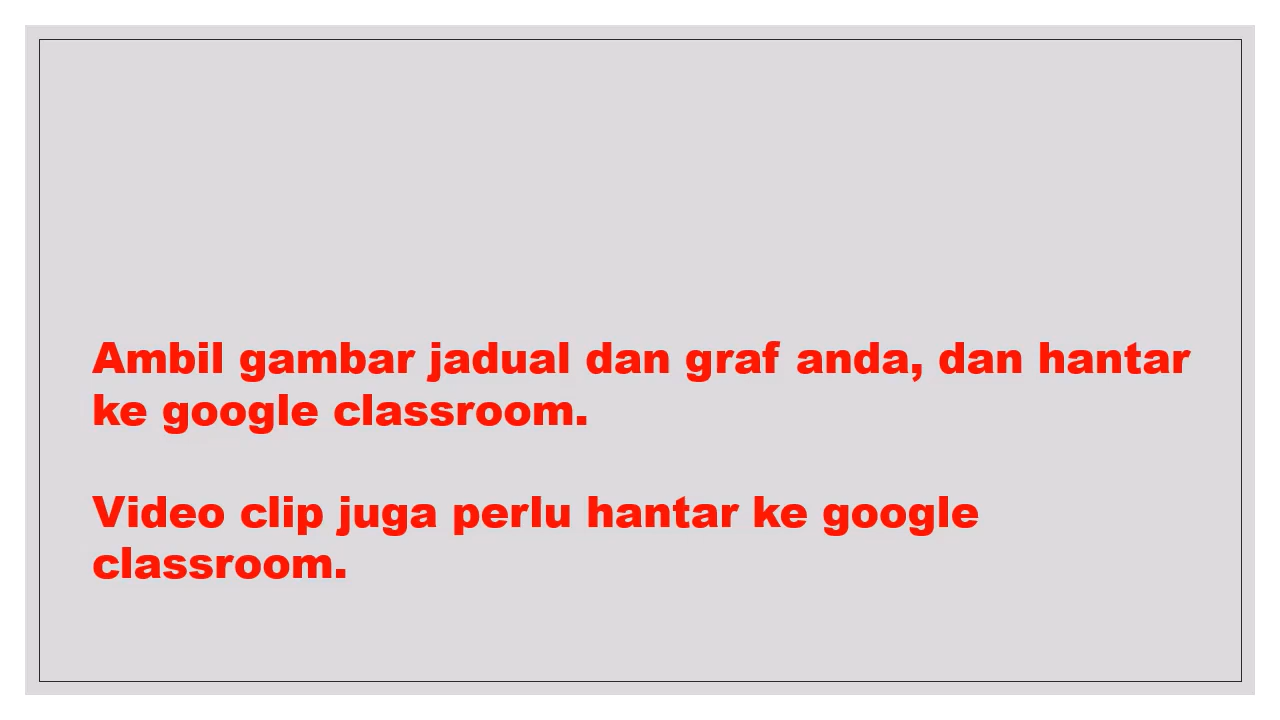 Ambil gambar jadual dan graf anda, dan hantar
ke google classroom.
Video clip juga perlu hantar ke google
classroom.